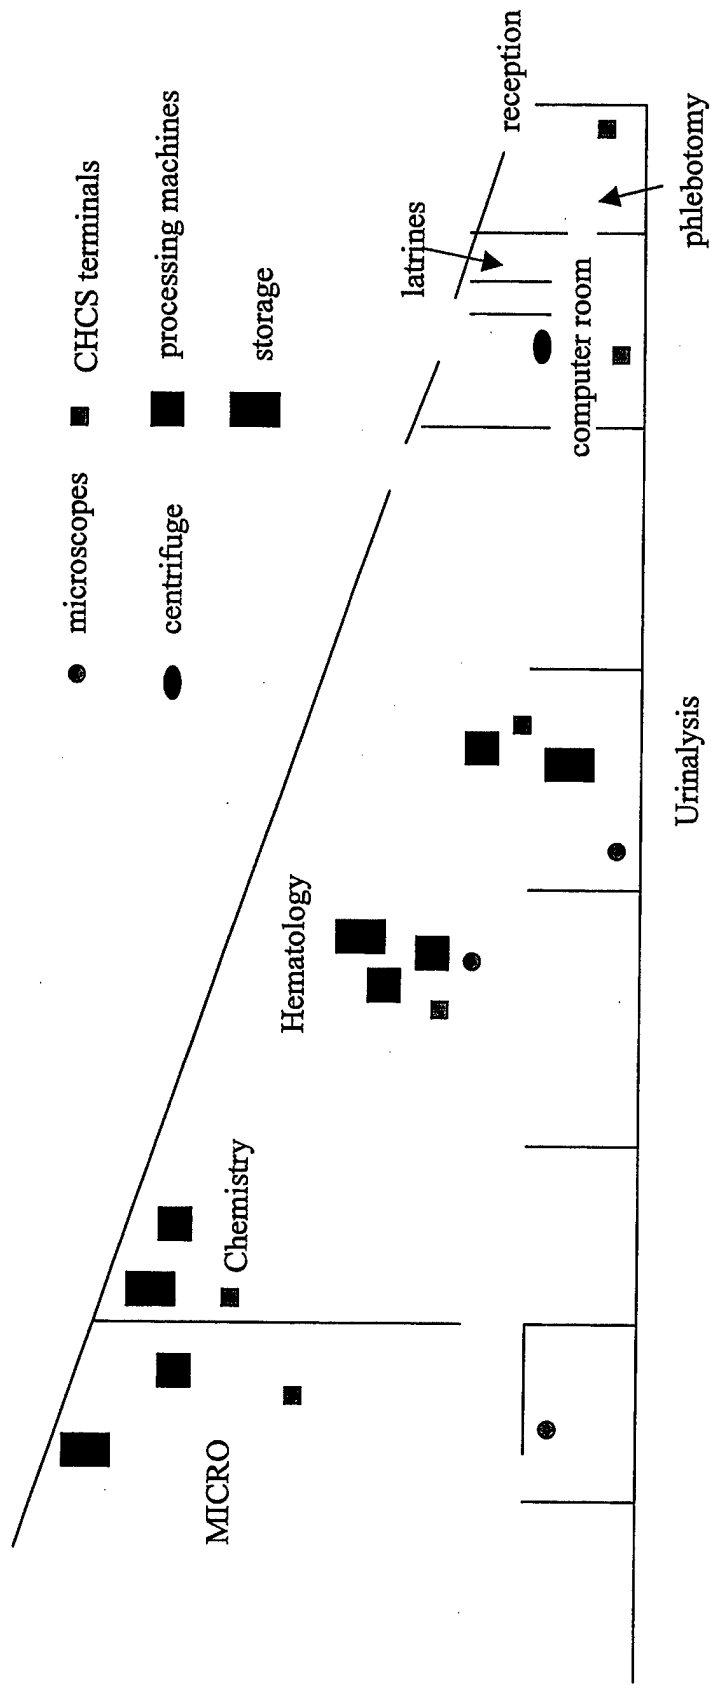 microscopes
CHCS terminals
centrifuge
processing machines
storage
reception
latrines
Hematology
Chemistry
MICRO
computer room
phlebotomy
Urinalysis